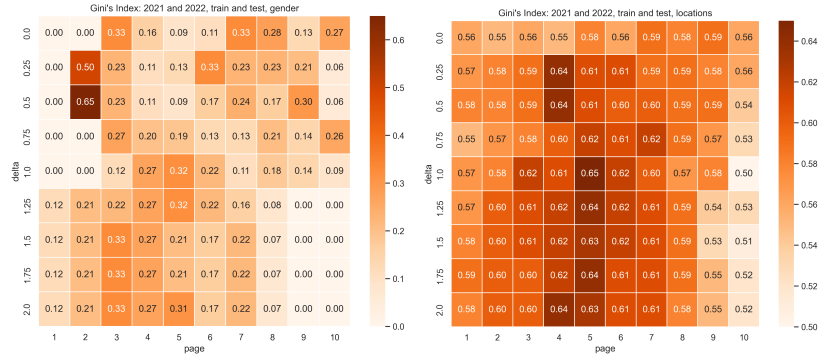 Gini's Index: 2021 and 2022, train and test, gender
0.0 0.00 0.00 0.33 0.16 0.09 0.11 0.33 0.28 0.13 0.27
0.25 0.00 0.50 0.23 0.11 0.13 0.33 0.23 0.23 0.21 0.06
0.5 0.00 0.65 0.23 0.11 0.09 0.17 0.24 0.17 0.30 0.06
0.75 0.00 0.00 0.27 0.20 0.19 0.13 0.13 0.21 0.14 0.26
1.0 0.00 0.00 0.12 0.27 0.32 0.22 0.11 0.18 0.14 0.09
1.25 0.12 0.21 0.22 0.27 0.32 0.22 0.16 0.08 0.00 0.00
1.5 0.12 0.21 0.33 0.27 0.21 0.17 0.22 0.07 0.00 0.00
1.75 0.12 0.21 0.33 0.27 0.21 0.17 0.22 0.07 0.00 0.00
2.0 0.12 0.21 0.33 0.27 0.31 0.17 0.22 0.07 0.00 0.00
1 2 3 4 5 6 7 8 9 10
page
delta
0.6
0.5
0.4
0.3
0.2
0.1
0.0
Gini's Index: 2021 and 2022, train and test, locations
0.0 0.56 0.55 0.56 0.55 0.58 0.56 0.59 0.58 0.59 0.56
0.25 0.57 0.58 0.59 0.64 0.61 0.61 0.59 0.59 0.58 0.56
0.5 0.58 0.58 0.59 0.64 0.61 0.60 0.59 0.59 0.59 0.54
0.75 0.55 0.57 0.58 0.60 0.62 0.61 0.62 0.59 0.57 0.53
1.0 0.57 0.58 0.62 0.61 0.65 0.62 0.60 0.57 0.58 0.50
1.25 0.57 0.60 0.61 0.62 0.64 0.62 0.61 0.59 0.54 0.53
1.5 0.58 0.60 0.61 0.62 0.63 0.62 0.61 0.59 0.53 0.51
1.75 0.59 0.60 0.60 0.62 0.64 0.61 0.61 0.59 0.55 0.52
2.0 0.58 0.60 0.60 0.64 0.63 0.61 0.61 0.58 0.55 0.52
1 2 3 4 5 6 7 8 9 10
page
delta
0.64
0.62
0.60
0.58
0.56
0.54
0.52
0.50